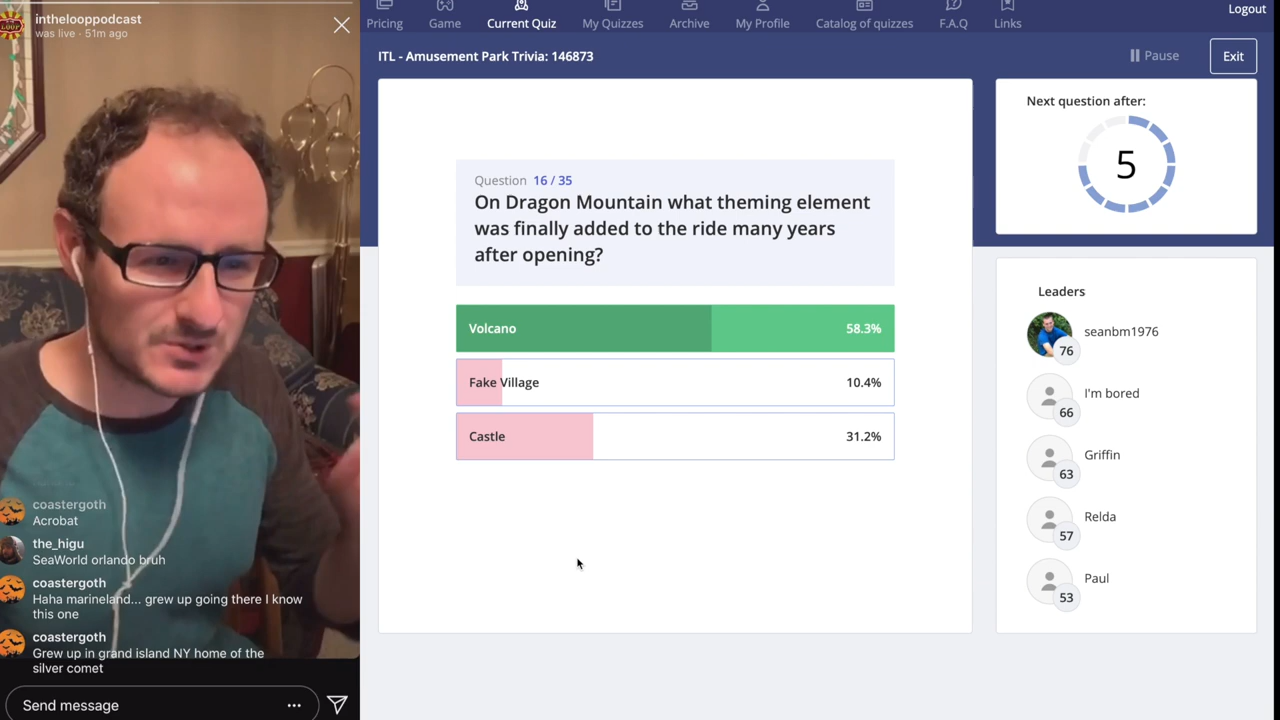 LOOP
inthelooppodcast
was live - 51m ago
coastergoth
Acrobat
the_higu
SeaWorld orlando bruh
coastergoth
Haha marineland... grew up going there I know
this one
coastergoth
Grew up in grand island NY home of the
silver comet
Send message
Pricing
Game
Current Quiz
My Quizzes
Archive
My Profile
Catalog of quizzes
F.A.Q
Links
Logout
ITL - Amusement Park Trivia: 146873
Pause
Exit
Question 16 / 35
On Dragon Mountain what theming element
was finally added to the ride many years
after opening?
Volcano 58.3%
Fake Village 10.4%
Castle 31.2%
Next question after:
5
Leaders
seanbm1976
76
I'm bored
66
Griffin
63
Relda
57
Paul
53